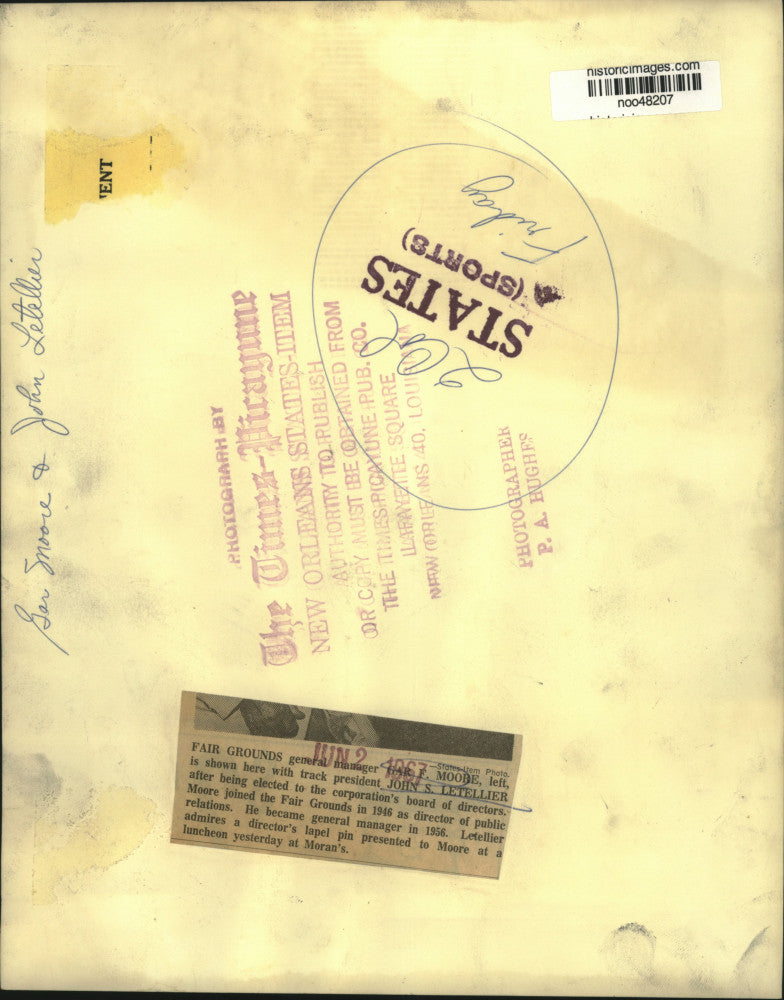 historicimages.com
noo48207
'ENT
Friday
(SPORTS)
STATES
2 Col
Gar Moore & John Letellier
PHOTOGRAPH BY
The Times-Picayune
NEW ORLEANS STATES-ITEM
AUTHORITY TO PUBLISH
OR COPY MUST BE OBTAINED FROM
THE TIMES-PICAYUNE PUB. CO.
LAFAYETTE SQUARE
NEW ORLEANS 40, LOUISIANA
PHOTOGRAPHER
P. A. HUGHES
JUN 2 1967
—States-Item Photo.
FAIR GROUNDS general manager GAR F. MOORE, left,
is shown here with track president JOHN S. LETELLIER
after being elected to the corporation's board of directors.
Moore joined the Fair Grounds in 1946 as director of public
relations. He became general manager in 1956. Letellier
admires a director's lapel pin presented to Moore at a
luncheon yesterday at Moran's.